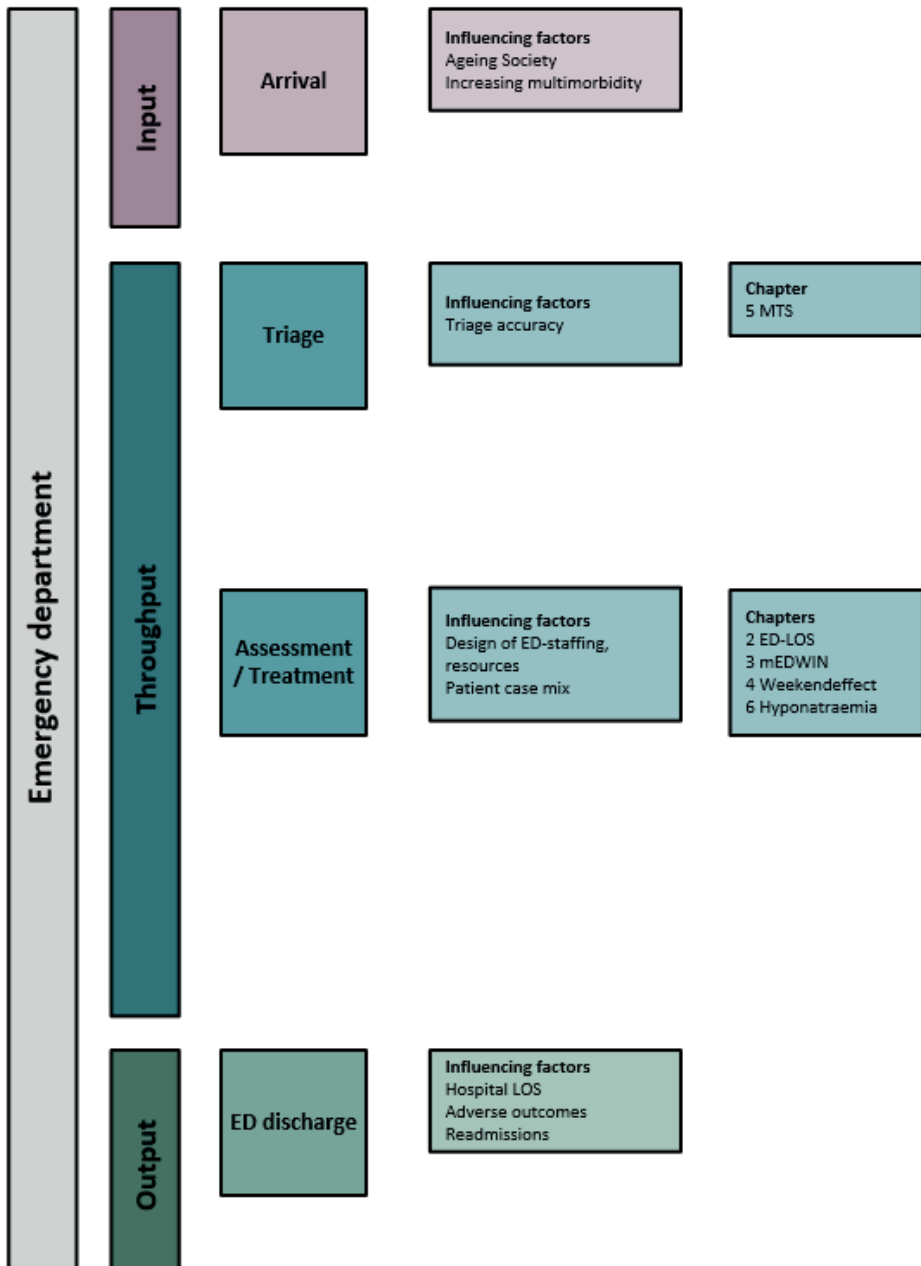 Emergency department
Input
Arrival
Influencing factors
Ageing Society
Increasing multimorbidity
Throughput
Triage
Influencing factors
Triage accuracy
Chapter
5 MTS
Assessment
/ Treatment
Influencing factors
Design of ED-staffing,
resources
Patient case mix
Chapters
2 ED-LOS
3 mEDWIN
4 Weekendeffect
6 Hyponatraemia
Output
ED discharge
Influencing factors
Hospital LOS
Adverse outcomes
Readmissions